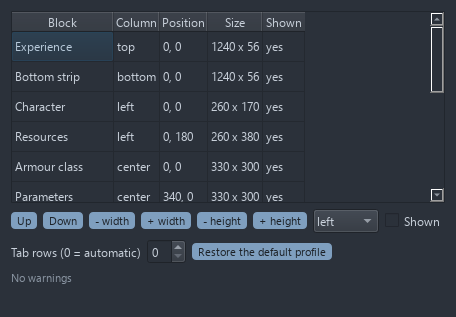 Block Column Position Size Shown
Experience top 0, 0 1240 x 56 yes
Bottom strip bottom 0, 0 1240 x 56 yes
Character left 0, 0 260 x 170 yes
Resources left 0, 180 260 x 380 yes
Armour class center 0, 0 330 x 300 yes
Parameters center 340, 0 330 x 300 yes
Up Down - width + width - height + height left Shown
Tab rows (0 = automatic) 0 Restore the default profile
No warnings